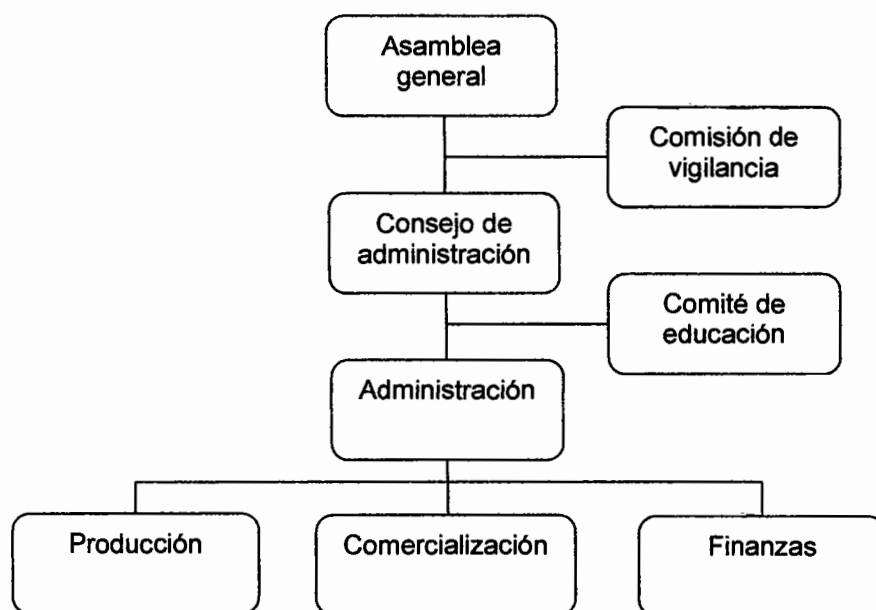 Asamblea
general
Comisión de
vigilancia
Consejo de
administración
Comité de
educación
Administración
Producción
Comercialización
Finanzas